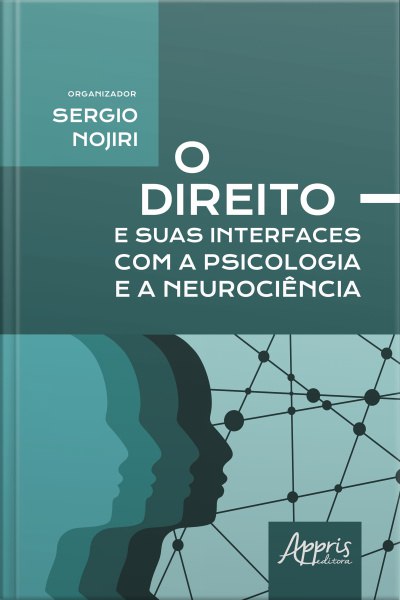 ORGANIZADOR
SERGIO
NOJIRI
O
DIREITO
E SUAS INTERFACES
COM A PSICOLOGIA
E A NEUROCIÊNCIA
Appris
editora